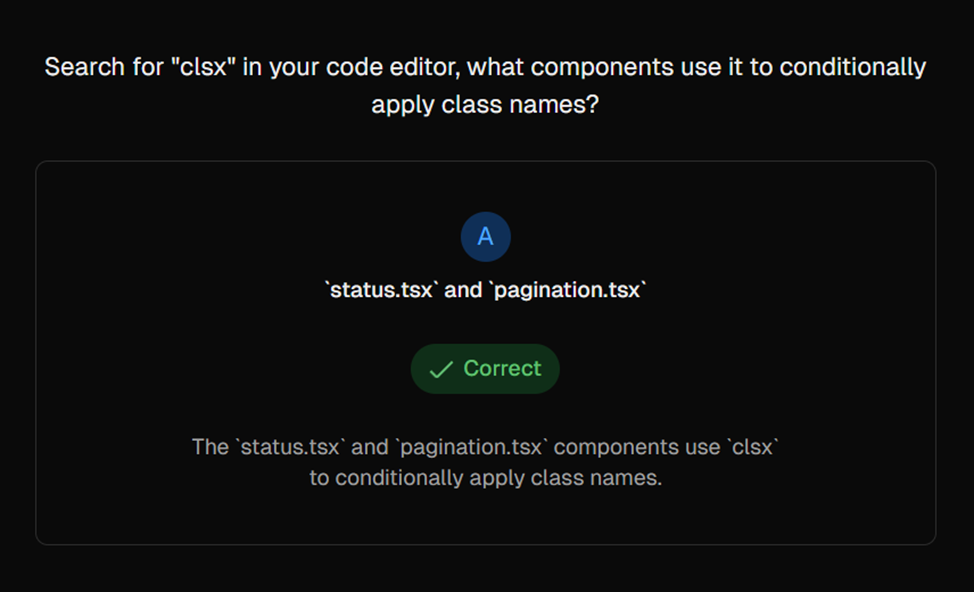 Search for "clsx" in your code editor, what components use it to conditionally
apply class names?
A
`status.tsx` and `pagination.tsx`
Correct
The `status.tsx` and `pagination.tsx` components use `clsx`
to conditionally apply class names.